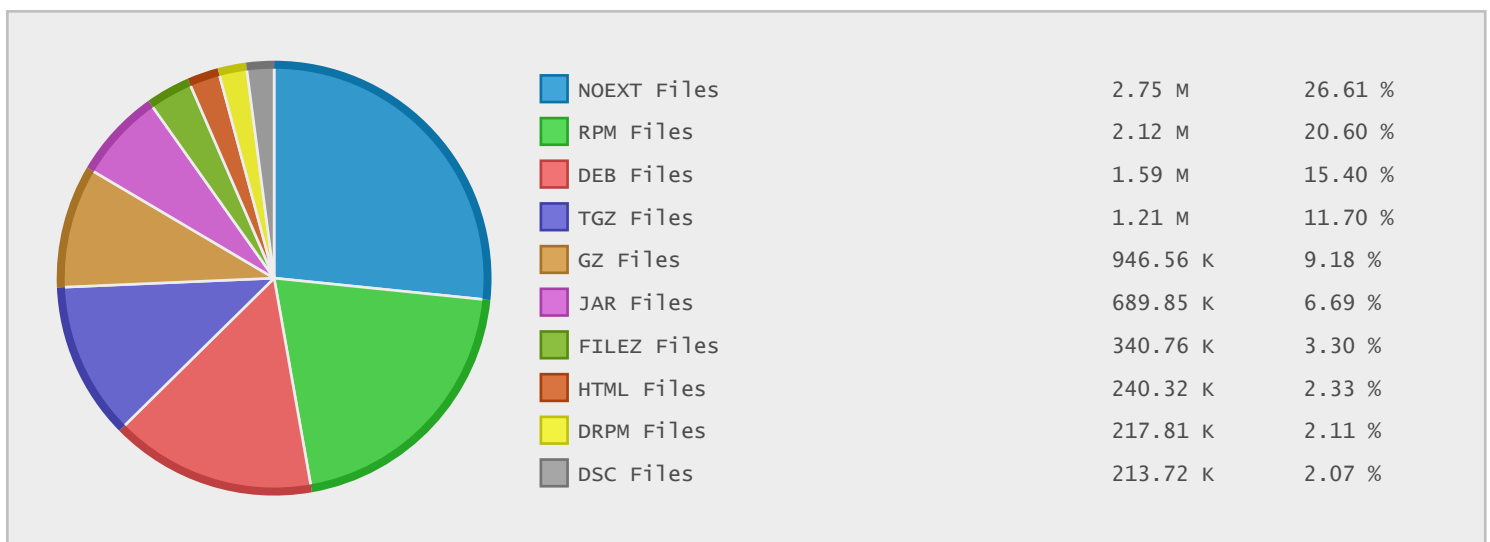 NOEXT Files 2.75 M 26.61 %
RPM Files 2.12 M 20.60 %
DEB Files 1.59 M 15.40 %
TGZ Files 1.21 M 11.70 %
GZ Files 946.56 K 9.18 %
JAR Files 689.85 K 6.69 %
FILEZ Files 340.76 K 3.30 %
HTML Files 240.32 K 2.33 %
DRPM Files 217.81 K 2.11 %
DSC Files 213.72 K 2.07 %